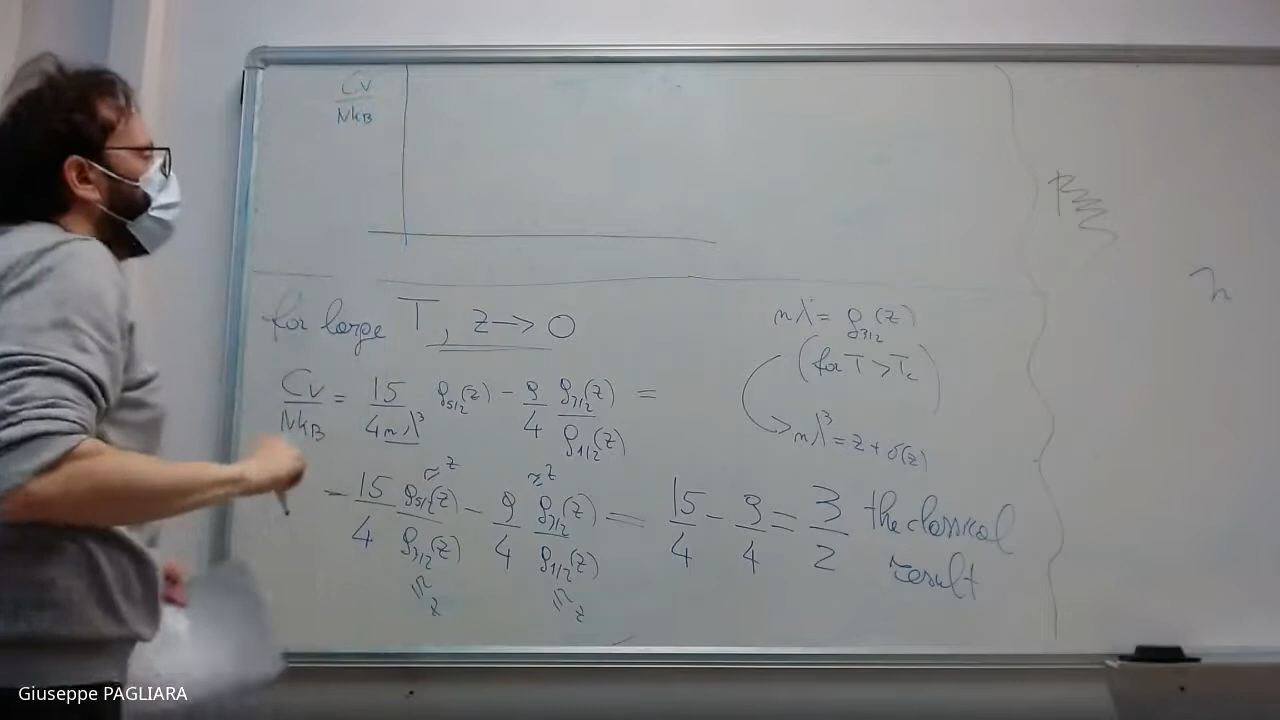 Cv
NkB
for large T, z → 0
nλ = g3/2(z)
(for T > Tc)
nλ³ = z + σ(z)
Cv/NkB = 15/4nλ³ g5/2(z) − 9/4 g3/2(z)/g1/2(z) =
≈ z ≈ z
= 15/4 g5/2(z)/g3/2(z) − 9/4 g3/2(z)/g1/2(z) = 15/4 − 9/4 = 3/2 the classical
result
≈ z ≈ z
Giuseppe PAGLIARA